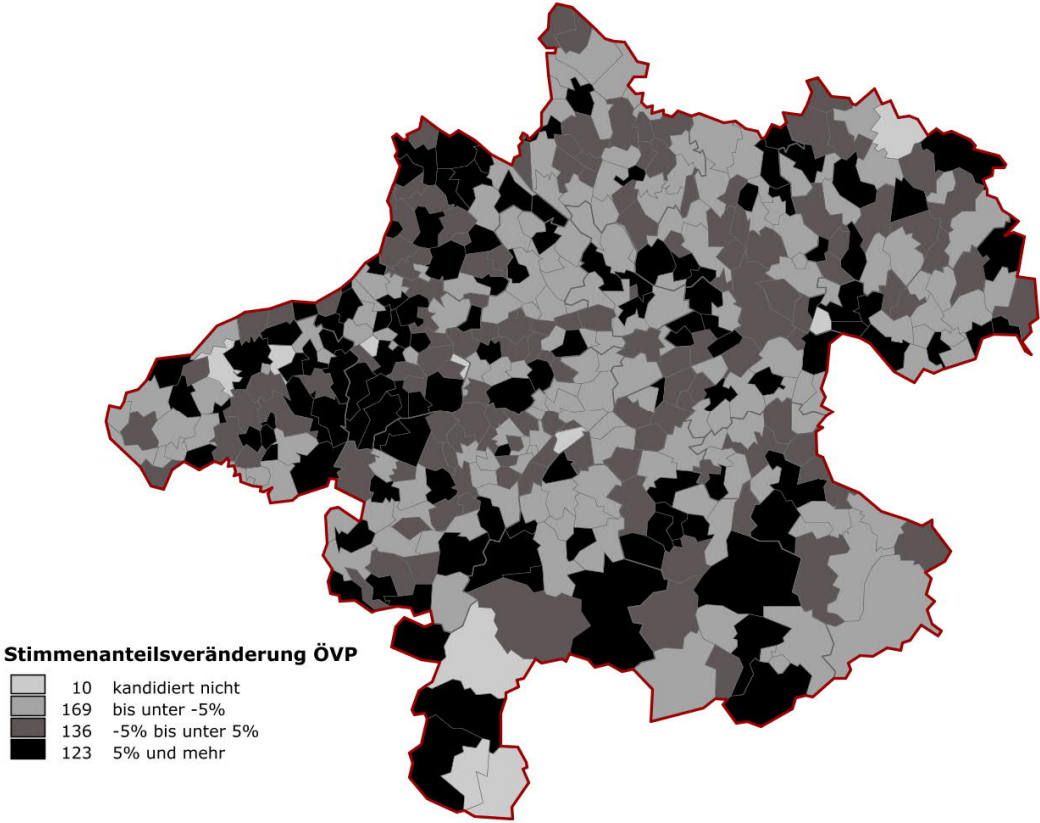 Stimmenanteilsveränderung ÖVP
10 kandidiert nicht
169 bis unter -5%
136 -5% bis unter 5%
123 5% und mehr